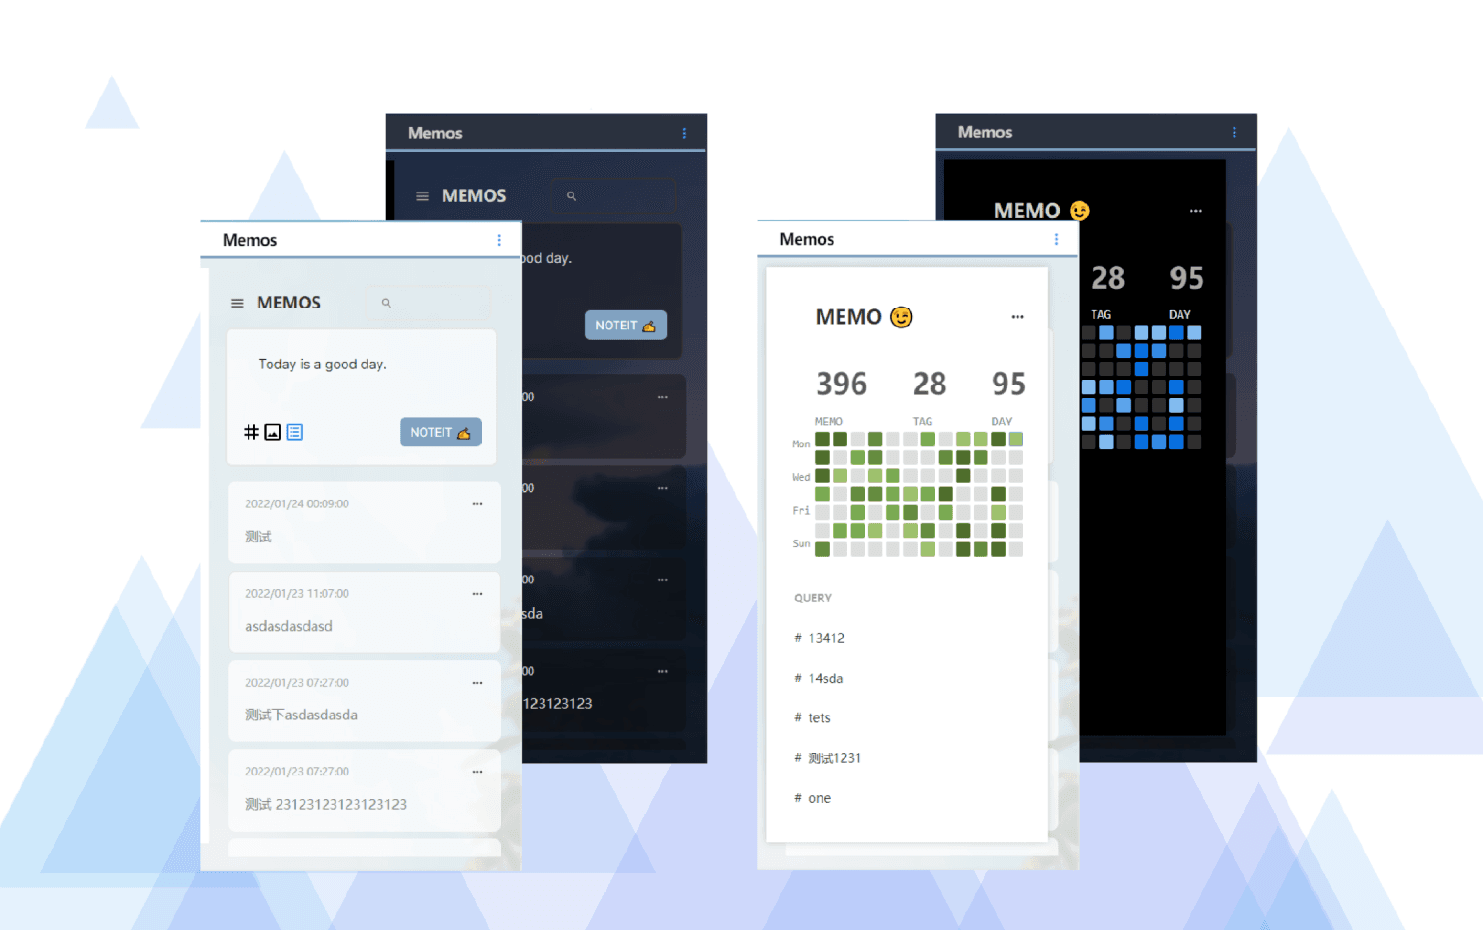 Memos
MEMOS
ood day.
NOTEIT
00
00
00
sda
00
123123123
Memos
MEMOS
Today is a good day.
NOTEIT
2022/01/24 00:09:00
测试
2022/01/23 11:07:00
asdasdasdasd
2022/01/23 07:27:00
测试下asdasdasda
2022/01/23 07:27:00
测试 23123123123123123
Memos
MEMO
28 95
TAG DAY
Memos
MEMO
396 28 95
MEMO TAG DAY
Mon
Wed
Fri
Sun
QUERY
# 13412
# 14sda
# tets
# 测试1231
# one